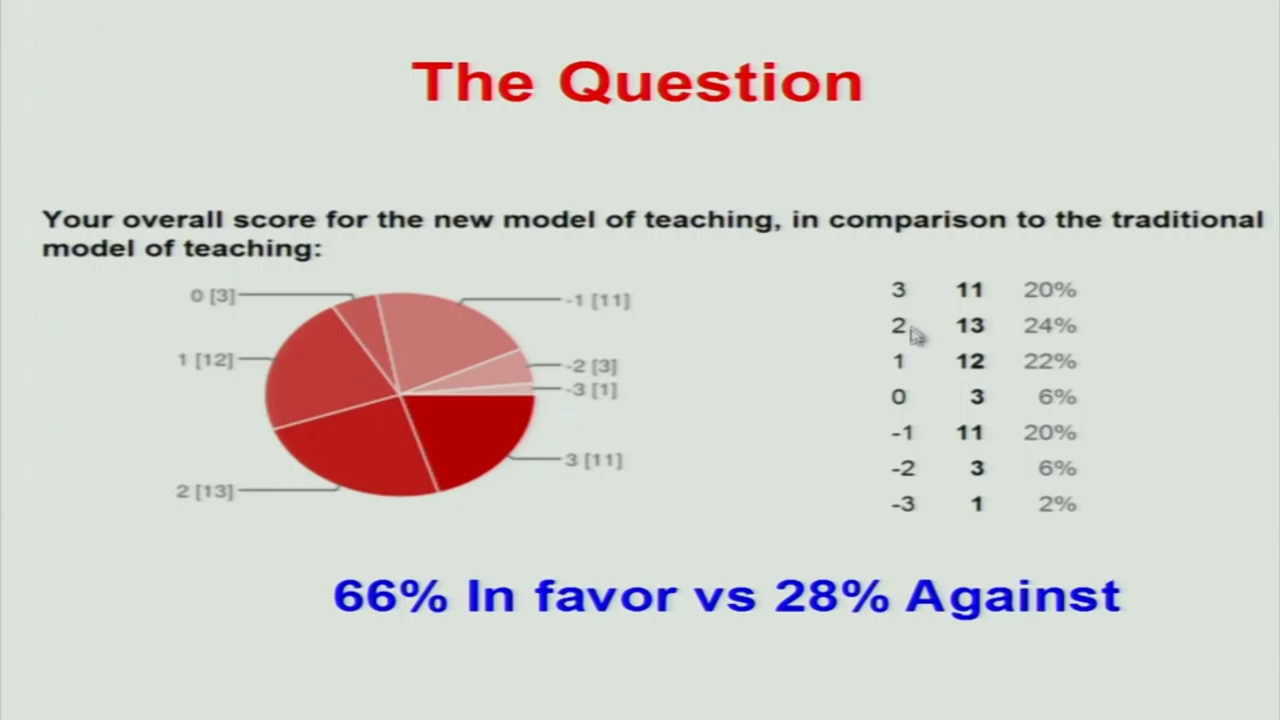 The Question
Your overall score for the new model of teaching, in comparison to the traditional
model of teaching:
0 [3]
-1 [11]
1 [12]
-2 [3]
-3 [1]
3 [11]
2 [13]
3 11 20%
2 13 24%
1 12 22%
0 3 6%
-1 11 20%
-2 3 6%
-3 1 2%
66% In favor vs 28% Against